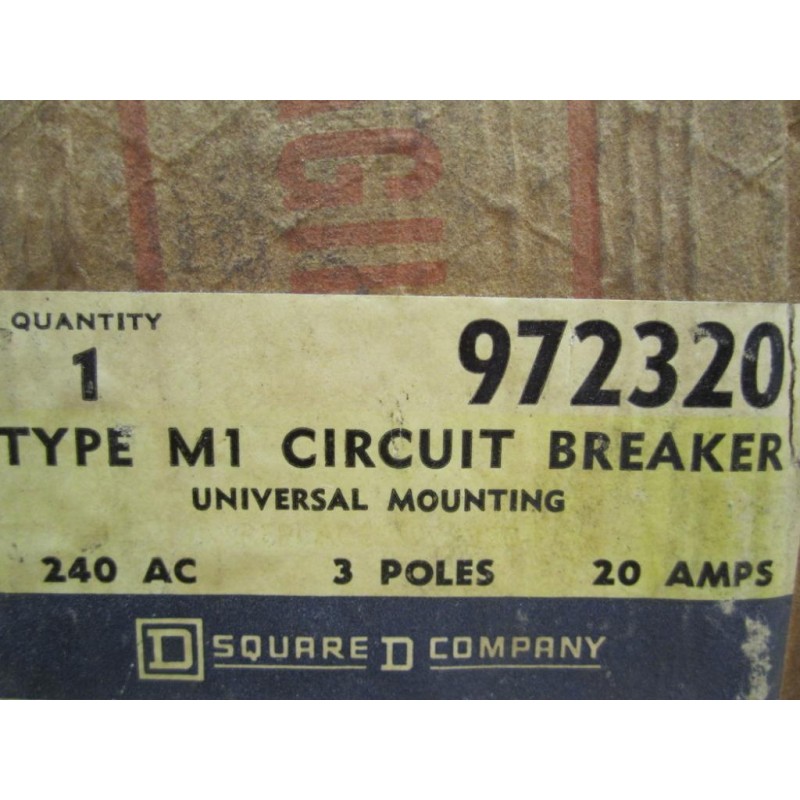 QUANTITY
1
972320
TYPE M1 CIRCUIT BREAKER
UNIVERSAL MOUNTING
240 AC 3 POLES 20 AMPS
D SQUARE D COMPANY